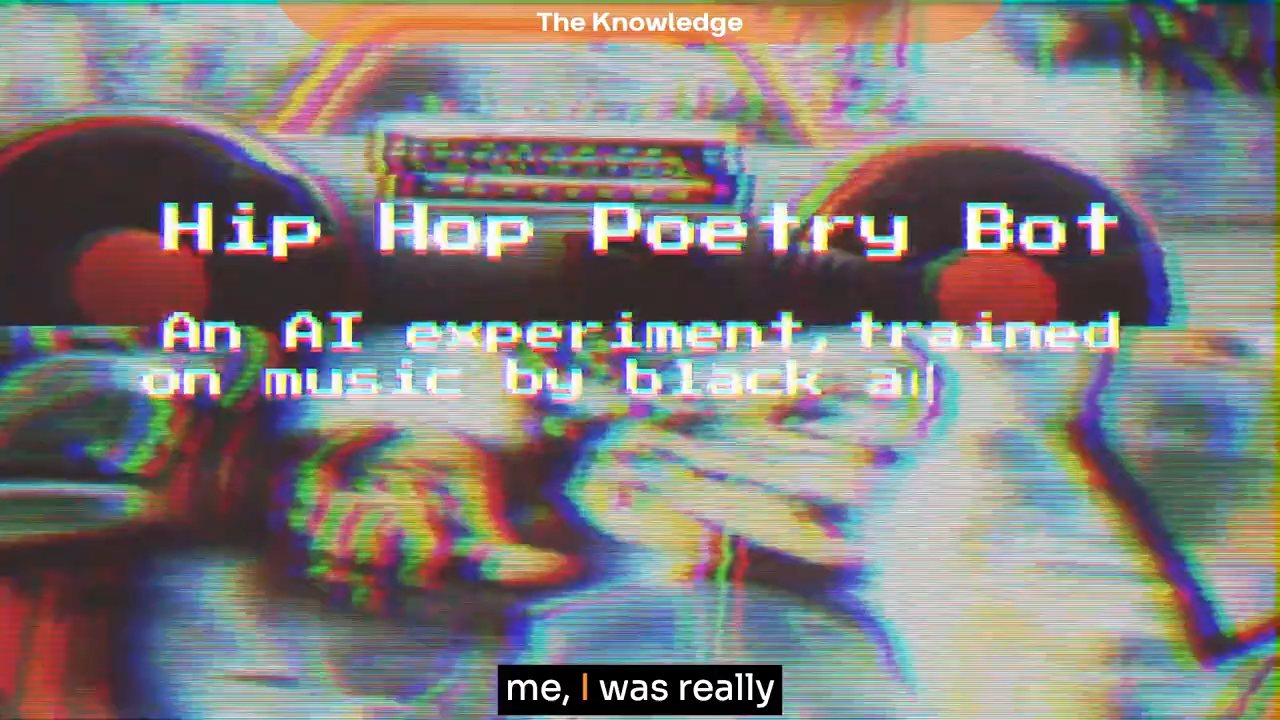 The Knowledge
Hip Hop Poetry Bot
An AI experiment, trained
on music by black
me, I was really